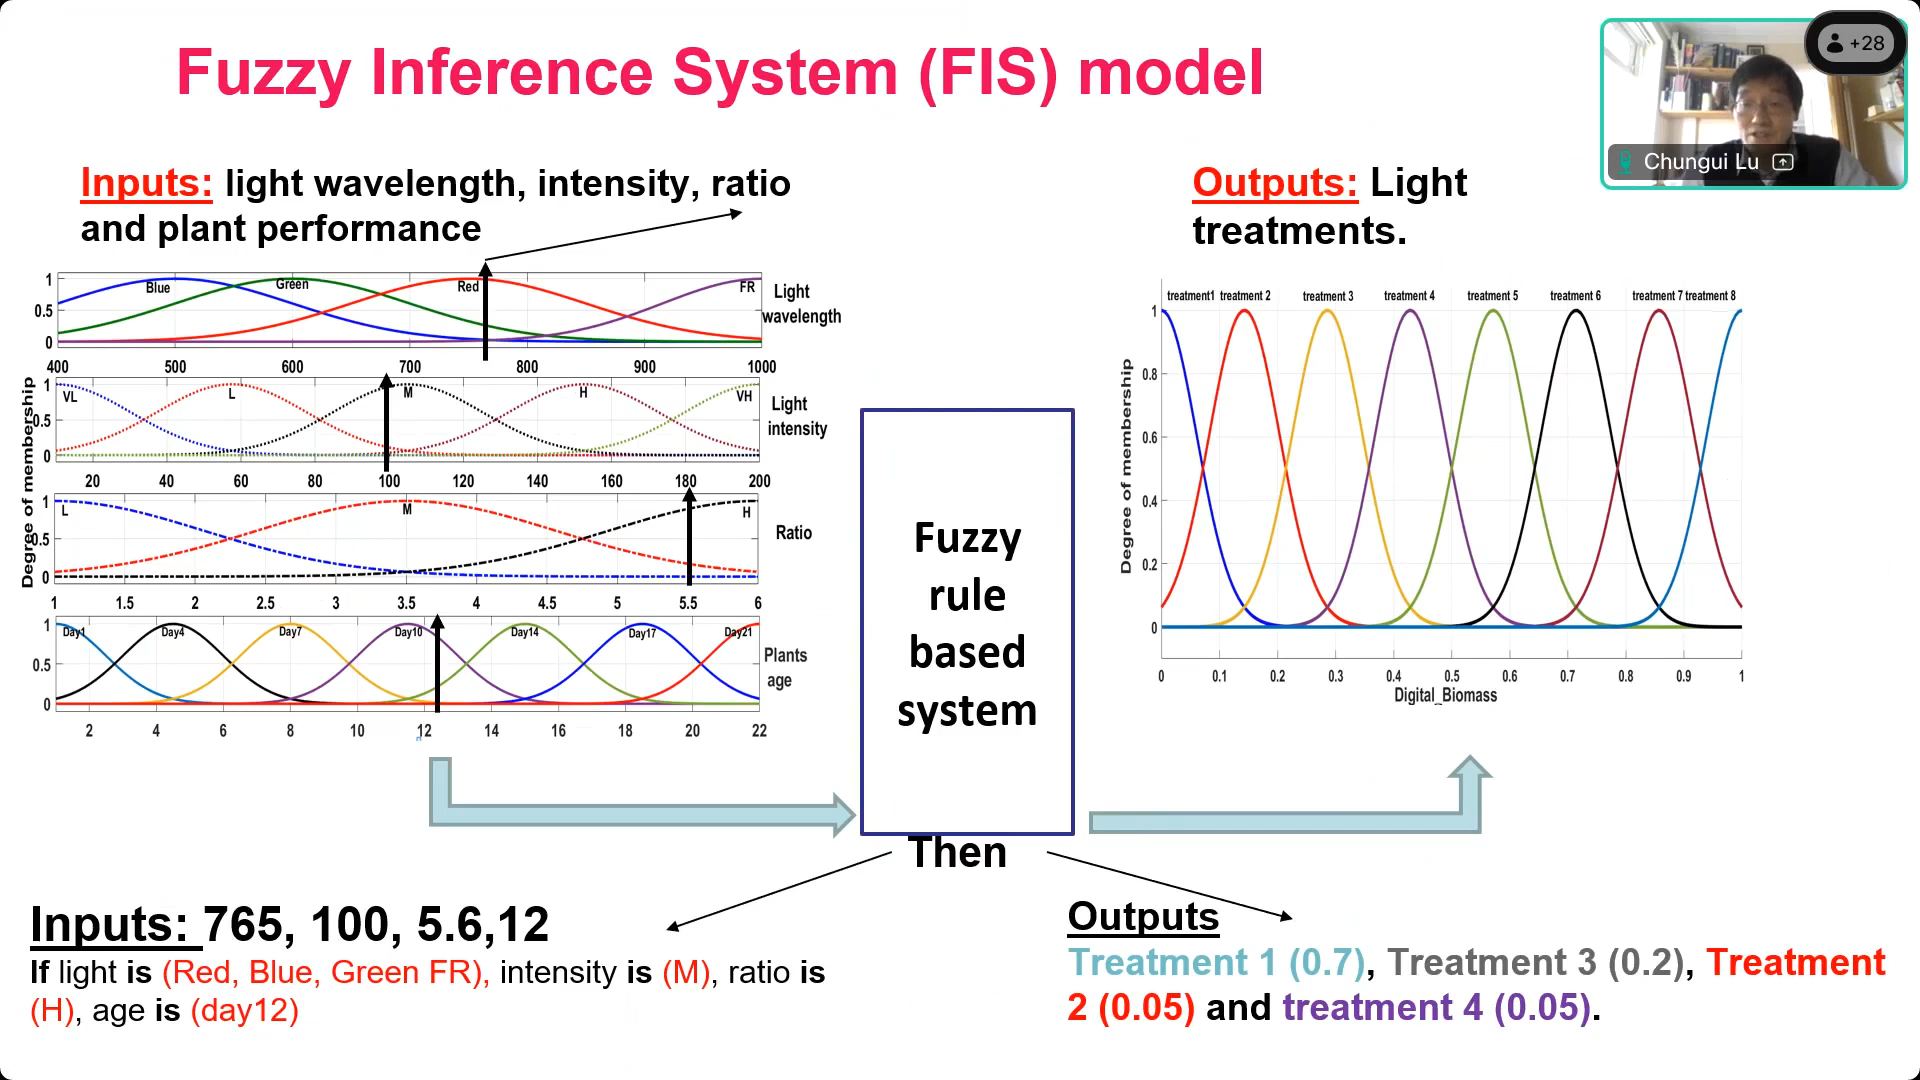 Fuzzy Inference System (FIS) model
+28
Chungui Lu
Inputs: light wavelength, intensity, ratio
and plant performance
Outputs: Light
treatments.
1
0.5
0
Blue
Green
Red
FR
Light
wavelength
400 500 600 700 800 900 1000
Degree of membership
1
0.5
0
VL
L
M
H
VH
Light
intensity
20 40 60 80 100 120 140 160 180 200
1
0.5
0
L
M
H
Ratio
1 1.5 2 2.5 3 3.5 4 4.5 5 5.5 6
1
0.5
0
Day1
Day4
Day7
Day10
Day14
Day17
Day21
Plants
age
2 4 6 8 10 12 14 16 18 20 22
Fuzzy
rule
based
system
treatment1 treatment 2 treatment 3 treatment 4 treatment 5 treatment 6 treatment 7 treatment 8
Degree of membership
1
0.8
0.6
0.4
0.2
0
0 0.1 0.2 0.3 0.4 0.5 0.6 0.7 0.8 0.9 1
Digital_Biomass
Then
Inputs: 765, 100, 5.6,12
If light is (Red, Blue, Green FR), intensity is (M), ratio is
(H), age is (day12)
Outputs
Treatment 1 (0.7), Treatment 3 (0.2), Treatment
2 (0.05) and treatment 4 (0.05).